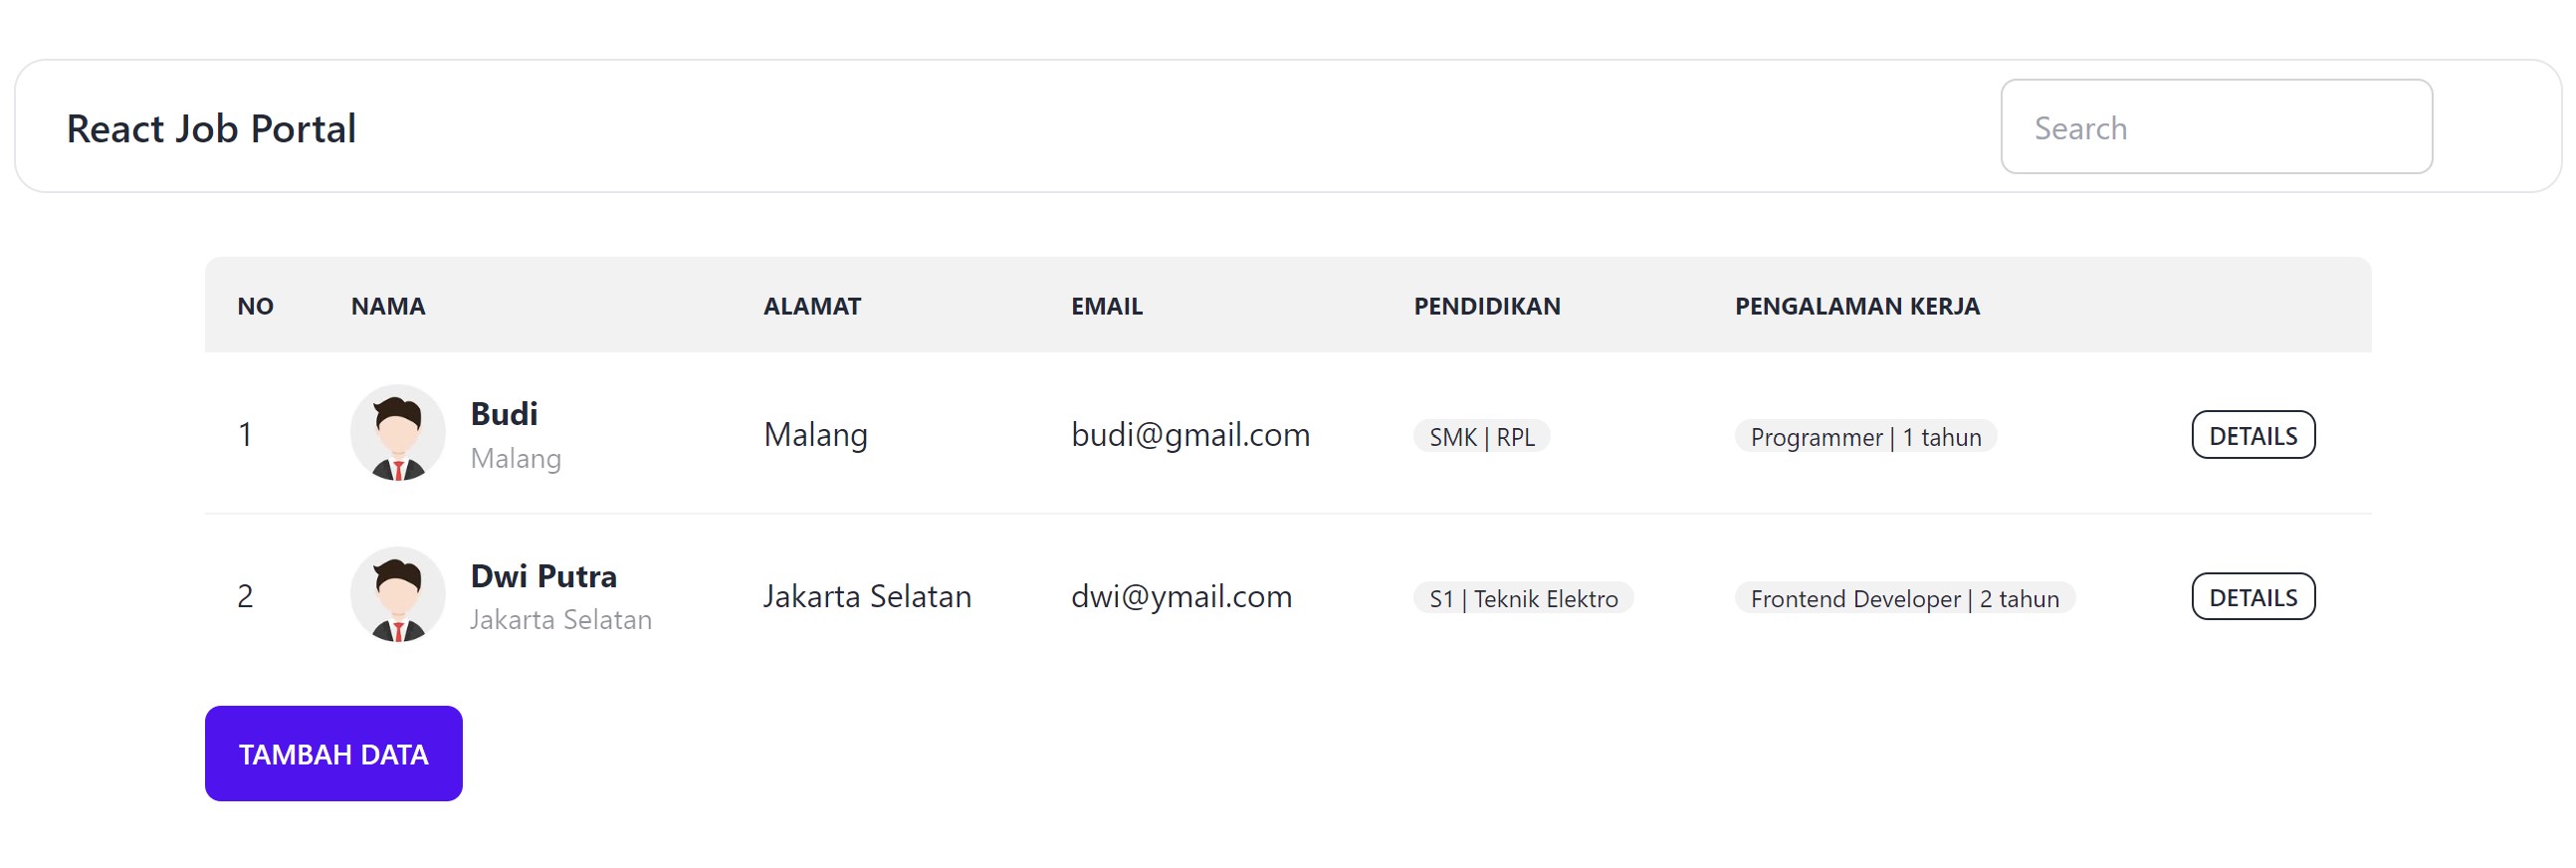 React Job Portal
Search
NO NAMA ALAMAT EMAIL PENDIDIKAN PENGALAMAN KERJA
1 Budi Malang budi@gmail.com SMK | RPL Programmer | 1 tahun DETAILS
Malang
2 Dwi Putra Jakarta Selatan dwi@ymail.com S1 | Teknik Elektro Frontend Developer | 2 tahun DETAILS
Jakarta Selatan
TAMBAH DATA